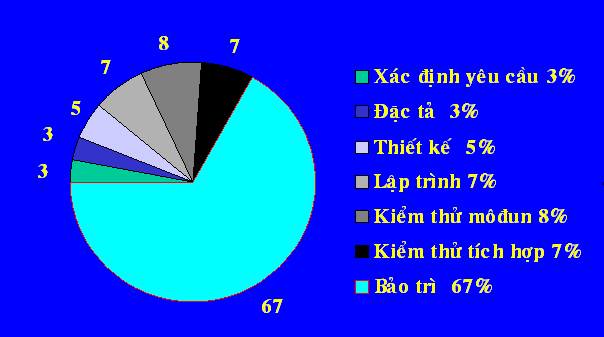 8
7
7
5
3
3
67
Xác định yêu cầu 3%
Đặc tả 3%
Thiết kế 5%
Lập trình 7%
Kiểm thử môđun 8%
Kiểm thử tích hợp 7%
Bảo trì 67%